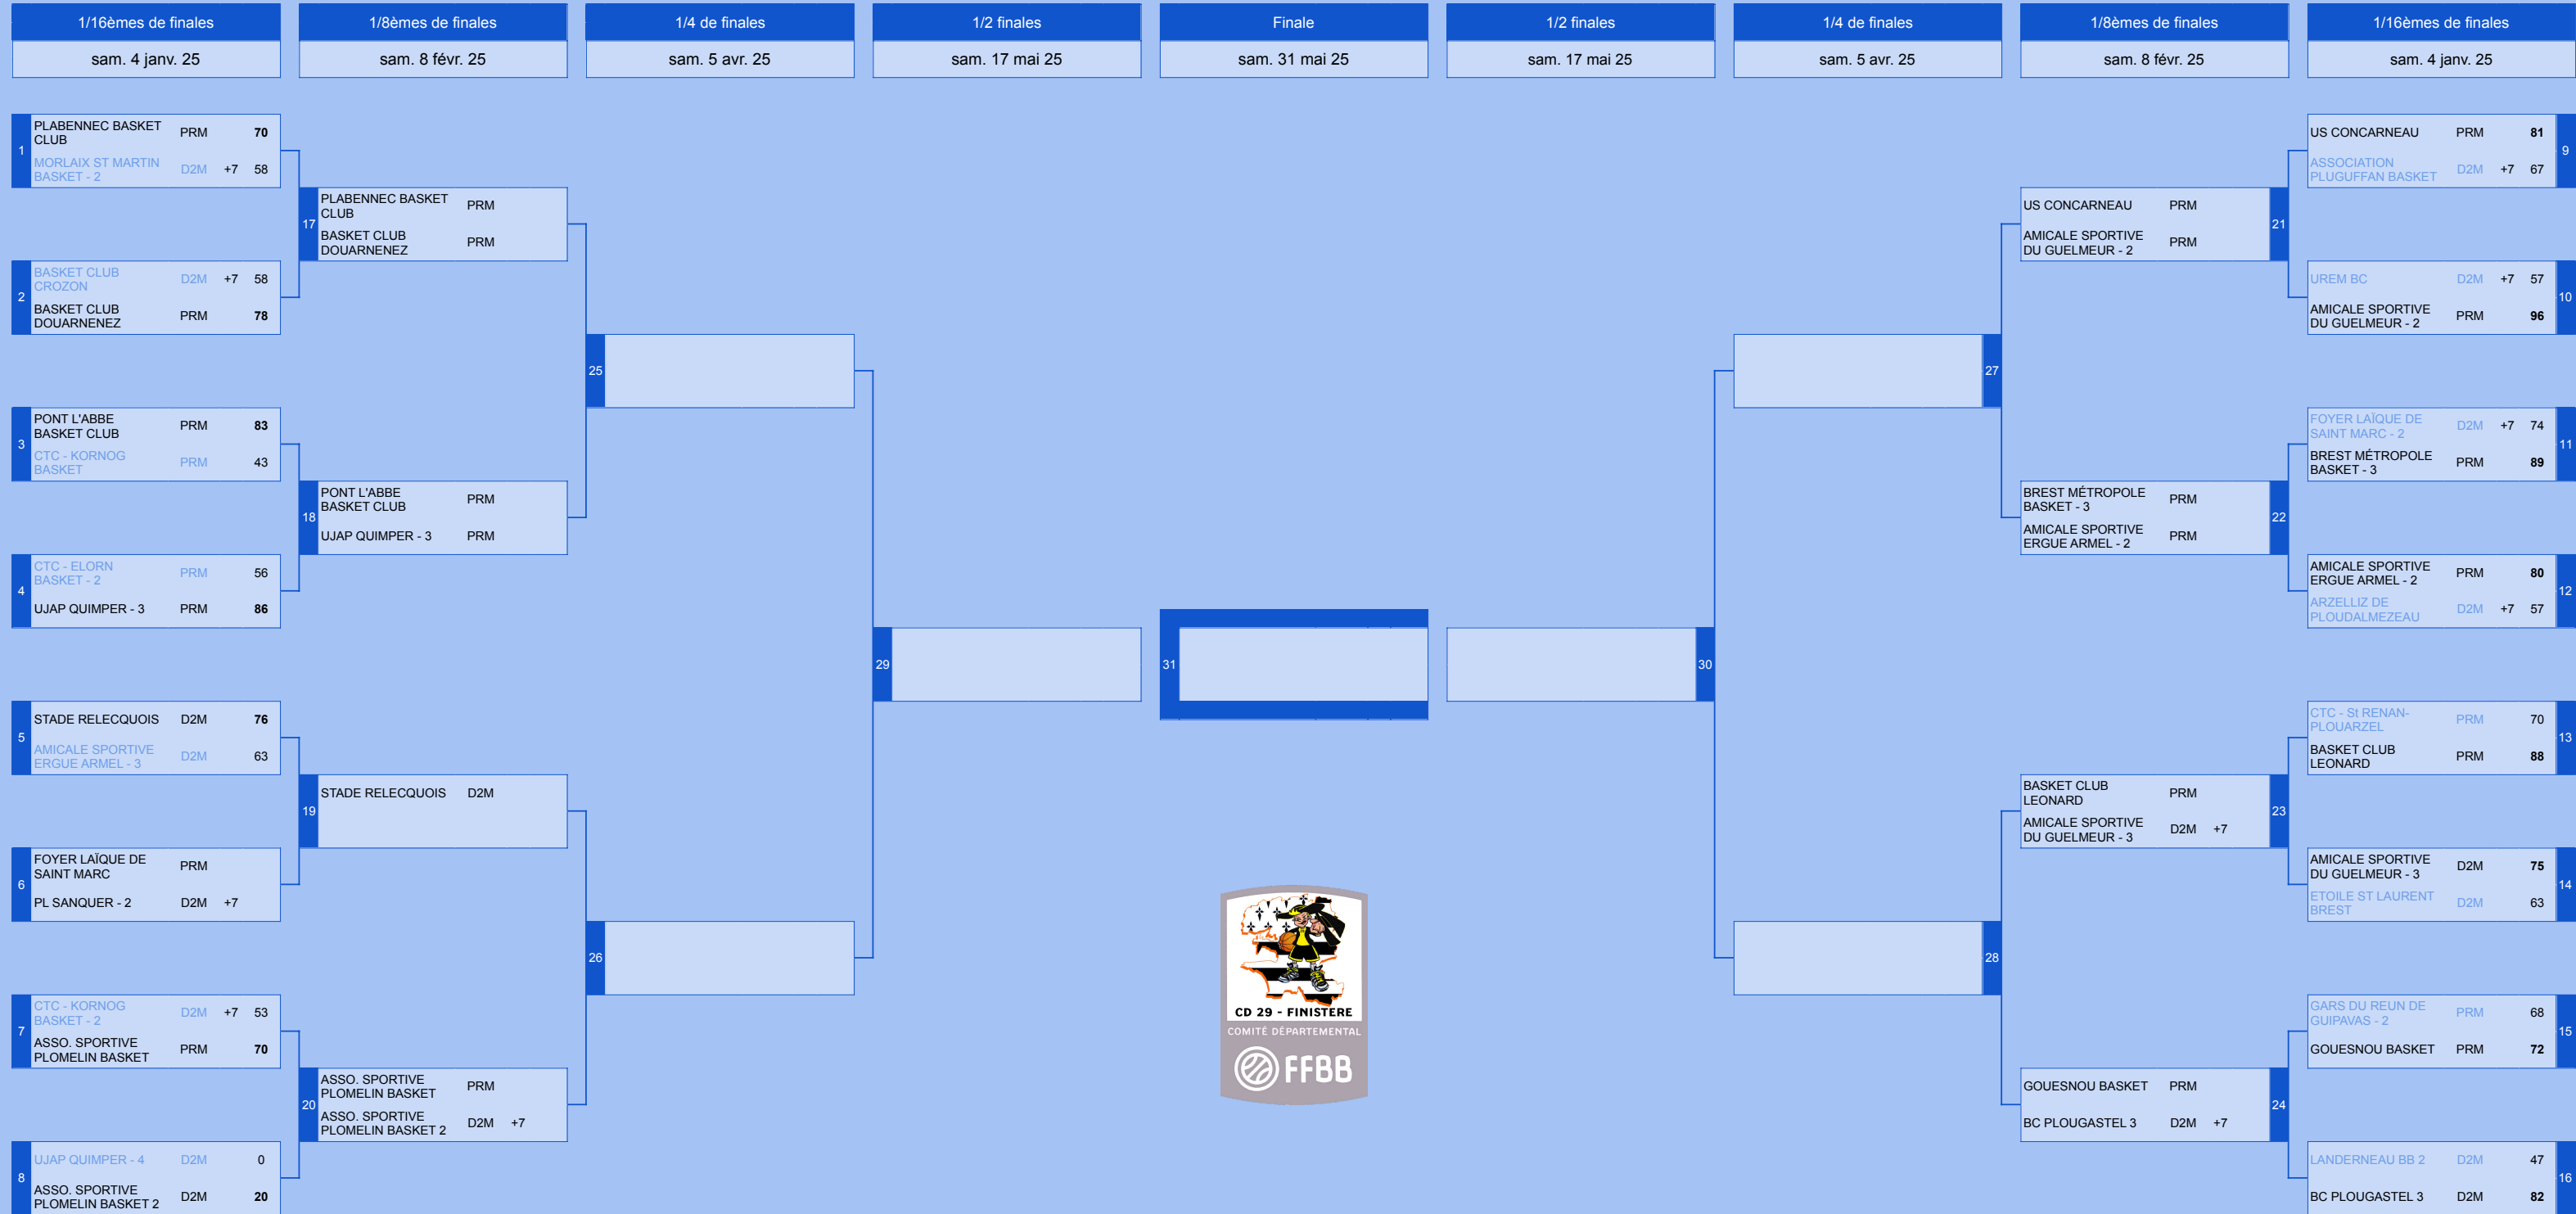 1/16èmes de finales
sam. 4 janv. 25
1/8èmes de finales
sam. 8 févr. 25
1/4 de finales
sam. 5 avr. 25
1/2 finales
sam. 17 mai 25
Finale
sam. 31 mai 25
1/2 finales
sam. 17 mai 25
1/4 de finales
sam. 5 avr. 25
1/8èmes de finales
sam. 8 févr. 25
1/16èmes de finales
sam. 4 janv. 25
1
PLABENNEC BASKET
CLUB PRM 70
MORLAIX ST MARTIN
BASKET - 2 D2M +7 58
2
BASKET CLUB
CROZON D2M +7 58
BASKET CLUB
DOUARNENEZ PRM 78
3
PONT L'ABBE
BASKET CLUB PRM 83
CTC - KORNOG
BASKET PRM 43
4
CTC - ELORN
BASKET - 2 PRM 56
UJAP QUIMPER - 3 PRM 86
5
STADE RELECQUOIS D2M 76
AMICALE SPORTIVE
ERGUE ARMEL - 3 D2M 63
6
FOYER LAÏQUE DE
SAINT MARC PRM
PL SANQUER - 2 D2M +7
7
CTC - KORNOG
BASKET - 2 D2M +7 53
ASSO. SPORTIVE
PLOMELIN BASKET PRM 70
8
UJAP QUIMPER - 4 D2M 0
ASSO. SPORTIVE
PLOMELIN BASKET 2 D2M 20
17
PLABENNEC BASKET
CLUB PRM
BASKET CLUB
DOUARNENEZ PRM
18
PONT L'ABBE
BASKET CLUB PRM
UJAP QUIMPER - 3 PRM
19
STADE RELECQUOIS D2M
20
ASSO. SPORTIVE
PLOMELIN BASKET PRM
ASSO. SPORTIVE
PLOMELIN BASKET 2 D2M +7
25
26
29
31
CD 29 - FINISTÈRE
COMITÉ DÉPARTEMENTAL
FFBB
30
27
28
US CONCARNEAU PRM
AMICALE SPORTIVE
DU GUELMEUR - 2 PRM
21
BREST MÉTROPOLE
BASKET - 3 PRM
AMICALE SPORTIVE
ERGUE ARMEL - 2 PRM
22
BASKET CLUB
LEONARD PRM
AMICALE SPORTIVE
DU GUELMEUR - 3 D2M +7
23
GOUESNOU BASKET PRM
BC PLOUGASTEL 3 D2M +7
24
US CONCARNEAU PRM 81
ASSOCIATION
PLUGUFFAN BASKET D2M +7 67
9
UREM BC D2M +7 57
AMICALE SPORTIVE
DU GUELMEUR - 2 PRM 96
10
FOYER LAÏQUE DE
SAINT MARC - 2 D2M +7 74
BREST MÉTROPOLE
BASKET - 3 PRM 89
11
AMICALE SPORTIVE
ERGUE ARMEL - 2 PRM 80
ARZELLIZ DE
PLOUDALMEZEAU D2M +7 57
12
CTC - St RENAN-
PLOUARZEL PRM 70
BASKET CLUB
LEONARD PRM 88
13
AMICALE SPORTIVE
DU GUELMEUR - 3 D2M 75
ETOILE ST LAURENT
BREST D2M 63
14
GARS DU REUN DE
GUIPAVAS - 2 PRM 68
GOUESNOU BASKET PRM 72
15
LANDERNEAU BB 2 D2M 47
BC PLOUGASTEL 3 D2M 82
16